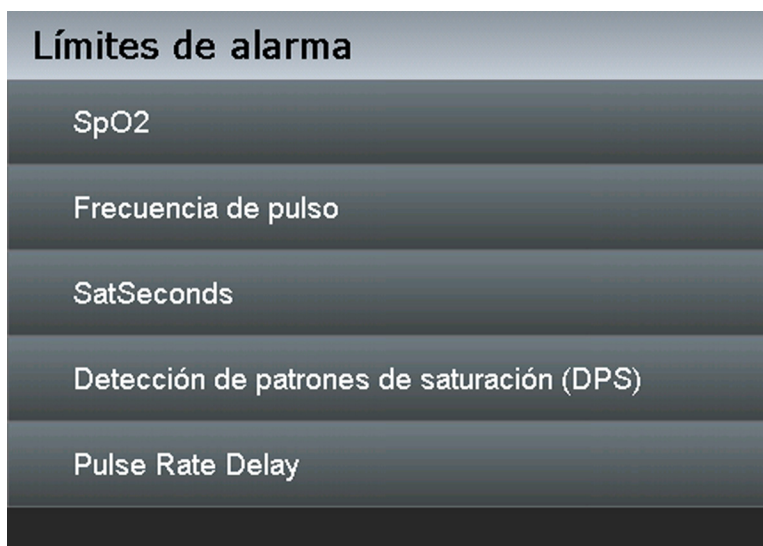 Límites de alarma
SpO2
Frecuencia de pulso
SatSeconds
Detección de patrones de saturación (DPS)
Pulse Rate Delay